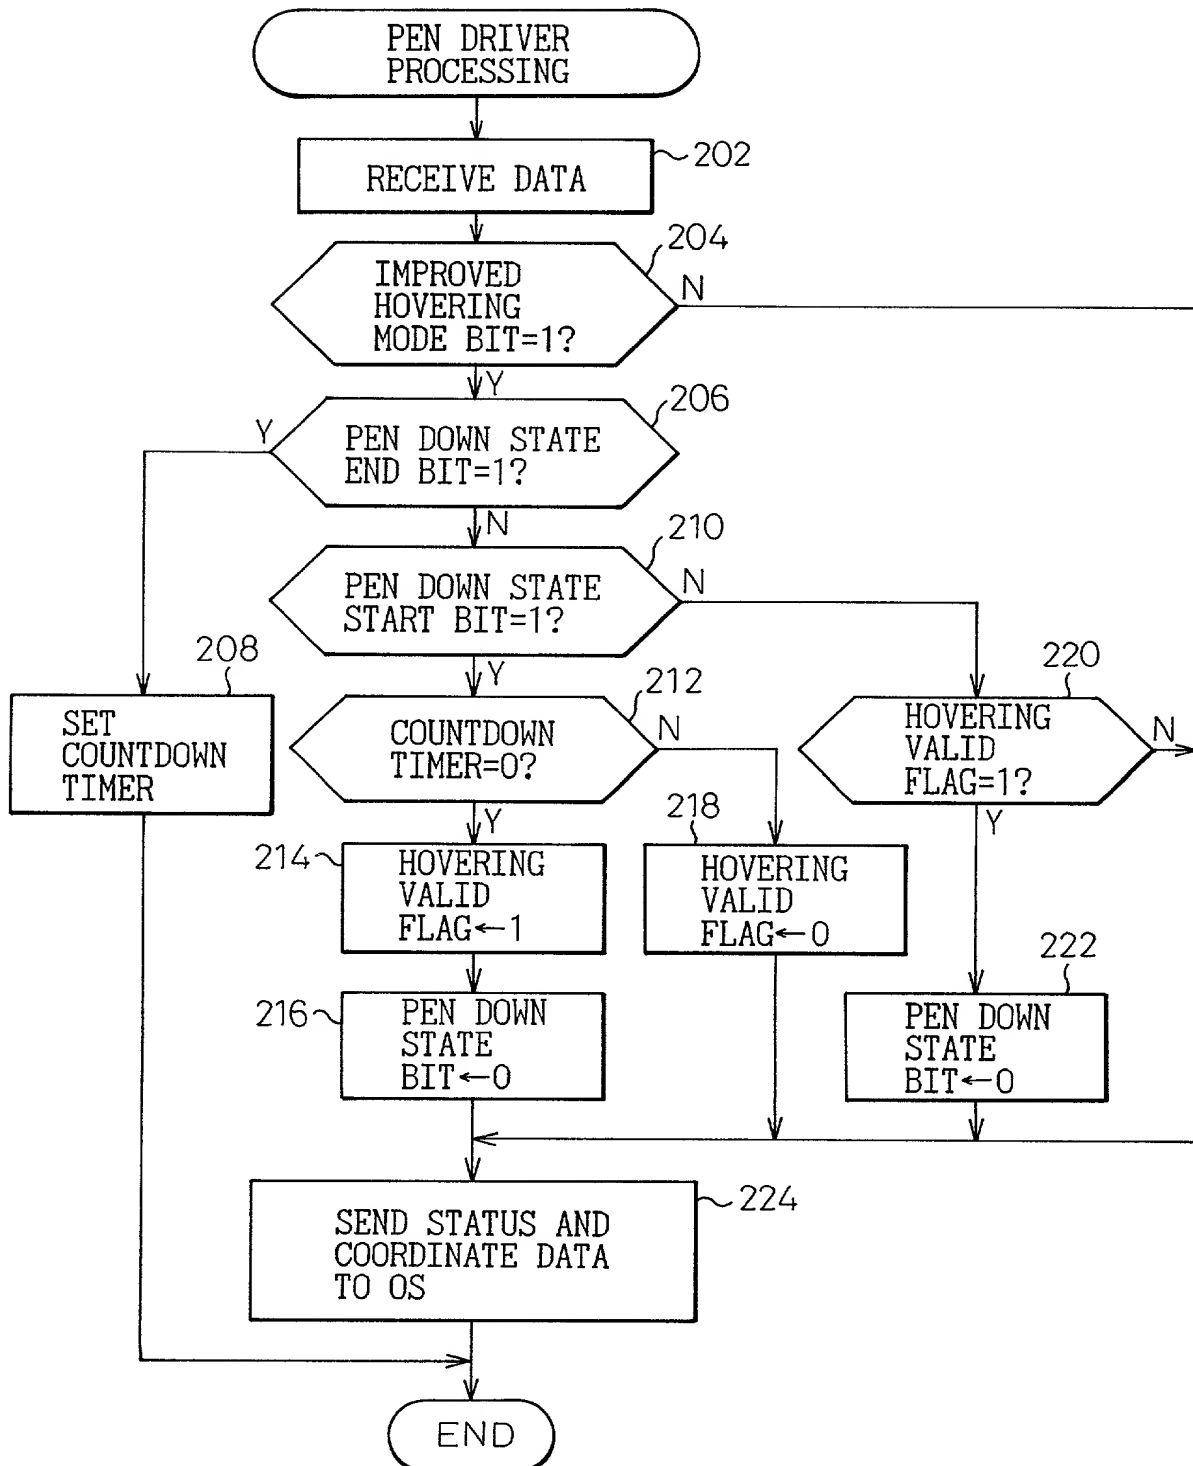 PEN DRIVER
PROCESSING
202
RECEIVE DATA
204
IMPROVED
HOVERING
MODE BIT=1?
N
Y
206
Y
PEN DOWN STATE
END BIT=1?
N
210
PEN DOWN STATE
START BIT=1?
N
Y
208
SET
COUNTDOWN
TIMER
212
COUNTDOWN
TIMER=0?
N
Y
220
HOVERING
VALID
FLAG=1?
N
Y
214
HOVERING
VALID
FLAG←1
218
HOVERING
VALID
FLAG←0
216
PEN DOWN
STATE
BIT←0
222
PEN DOWN
STATE
BIT←0
224
SEND STATUS AND
COORDINATE DATA
TO OS
END